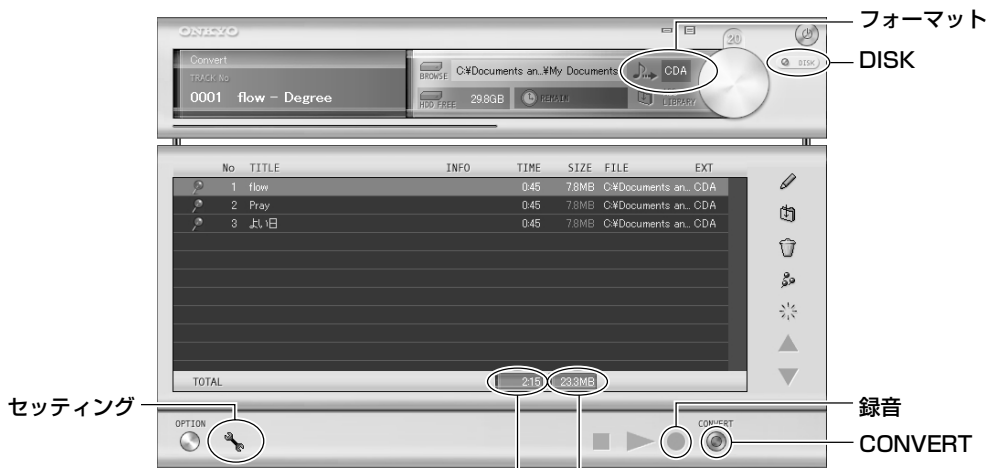 フォーマット
ONKYO
20
DISK
DISK
Convert
TRACK No
0001 flow - Degree
BROWSE C:¥Documents an..¥My Documents CDA
HDD FREE 29.8GB REMAIN LIBRARY
No TITLE INFO TIME SIZE FILE EXT
1 flow 0:45 7.8MB C:¥Documents an... CDA
2 Pray 0:45 7.8MB C:¥Documents an... CDA
3 よい日 0:45 7.8MB C:¥Documents an... CDA
TOTAL 2:15 23.3MB
セッティング
録音
OPTION
CONVERT
CONVERT